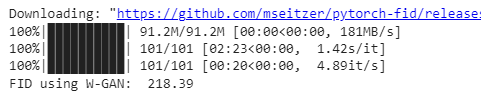 Downloading: "https://github.com/mseitzer/pytorch-fid/releases
100%|██████████| 91.2M/91.2M [00:00<00:00, 181MB/s]
100%|██████████| 101/101 [02:23<00:00,  1.42s/it]
100%|██████████| 101/101 [00:20<00:00,  4.89it/s]
FID using W-GAN:  218.39